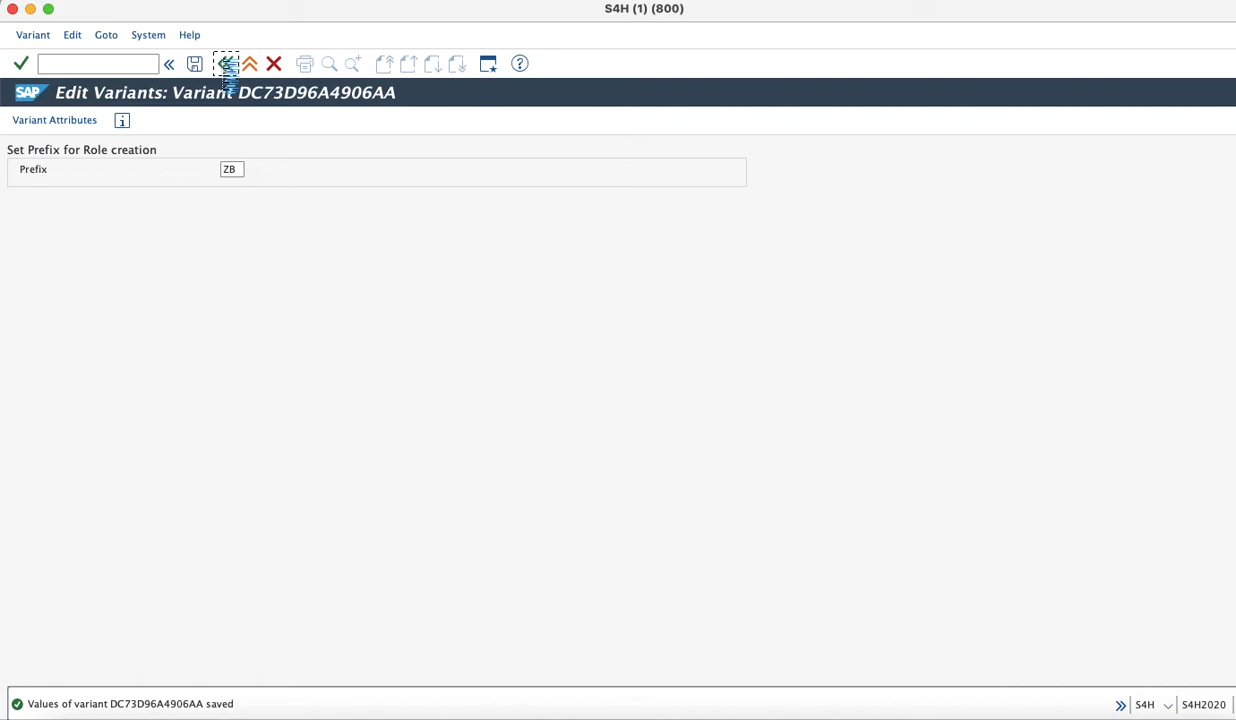 S4H (1) (800)
Variant Edit Goto System Help
SAP Edit Variants: Variant DC73D96A4906AA
Variant Attributes
Set Prefix for Role creation
Prefix ZB
Values of variant DC73D96A4906AA saved S4H S4H2020